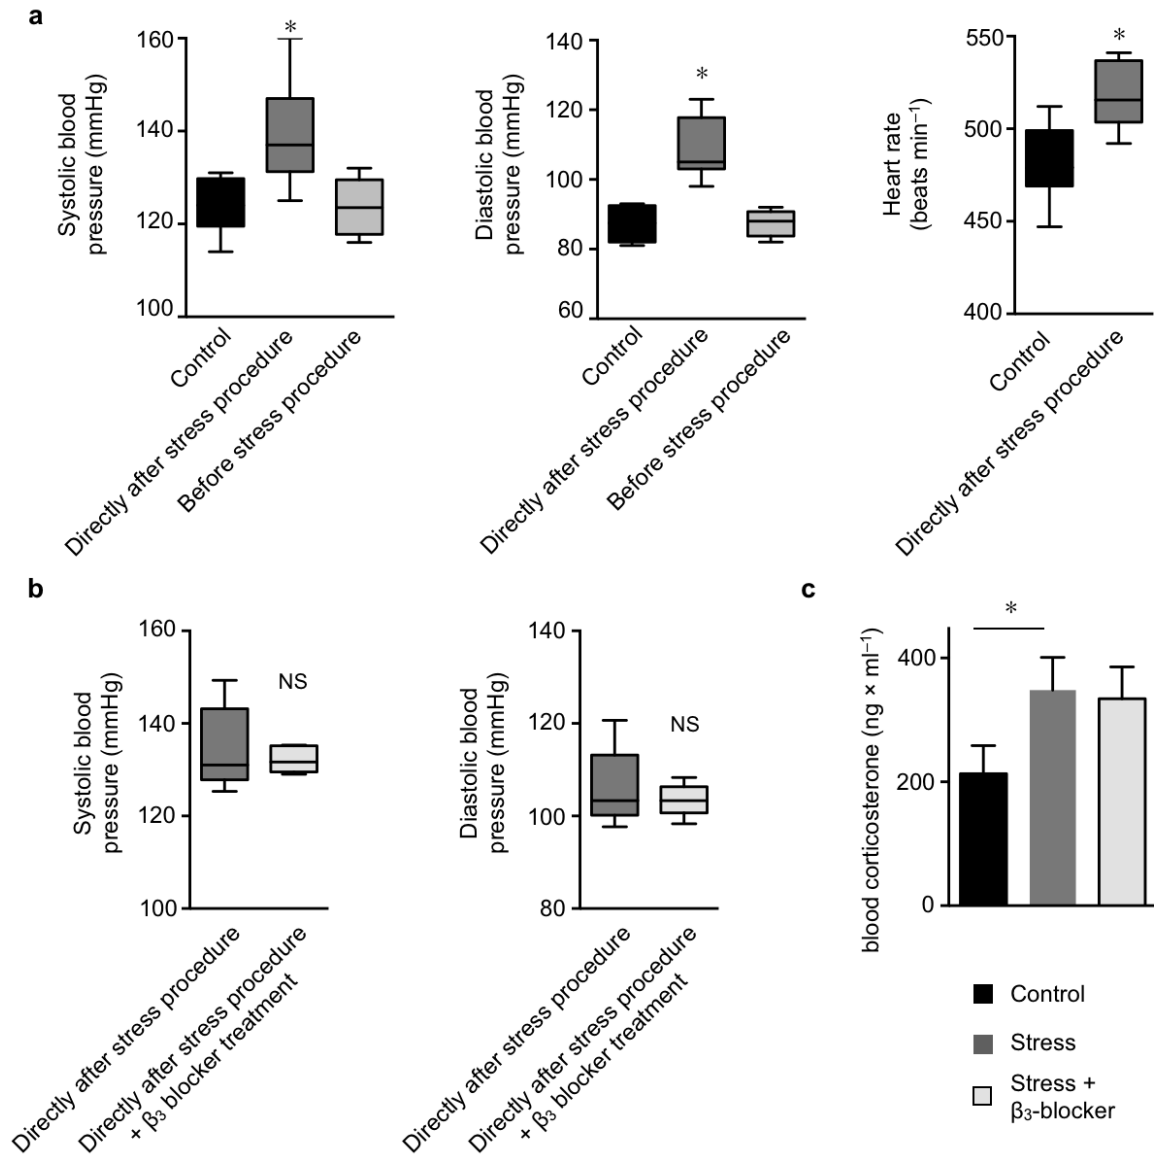 a
Systolic blood
pressure (mmHg)
160
140
120
100
*
Control
Directly after stress procedure
Before stress procedure
Diastolic blood
pressure (mmHg)
140
120
100
80
60
*
Control
Directly after stress procedure
Before stress procedure
Heart rate
(beats min⁻¹)
550
500
450
400
*
Control
Directly after stress procedure
b
Systolic blood
pressure (mmHg)
160
140
120
100
NS
Directly after stress procedure
Directly after stress procedure
+ β₃ blocker treatment
Diastolic blood
pressure (mmHg)
140
120
100
80
NS
Directly after stress procedure
Directly after stress procedure
+ β₃ blocker treatment
c
blood corticosterone (ng × ml⁻¹)
400
200
0
*
Control
Stress
Stress +
β₃-blocker